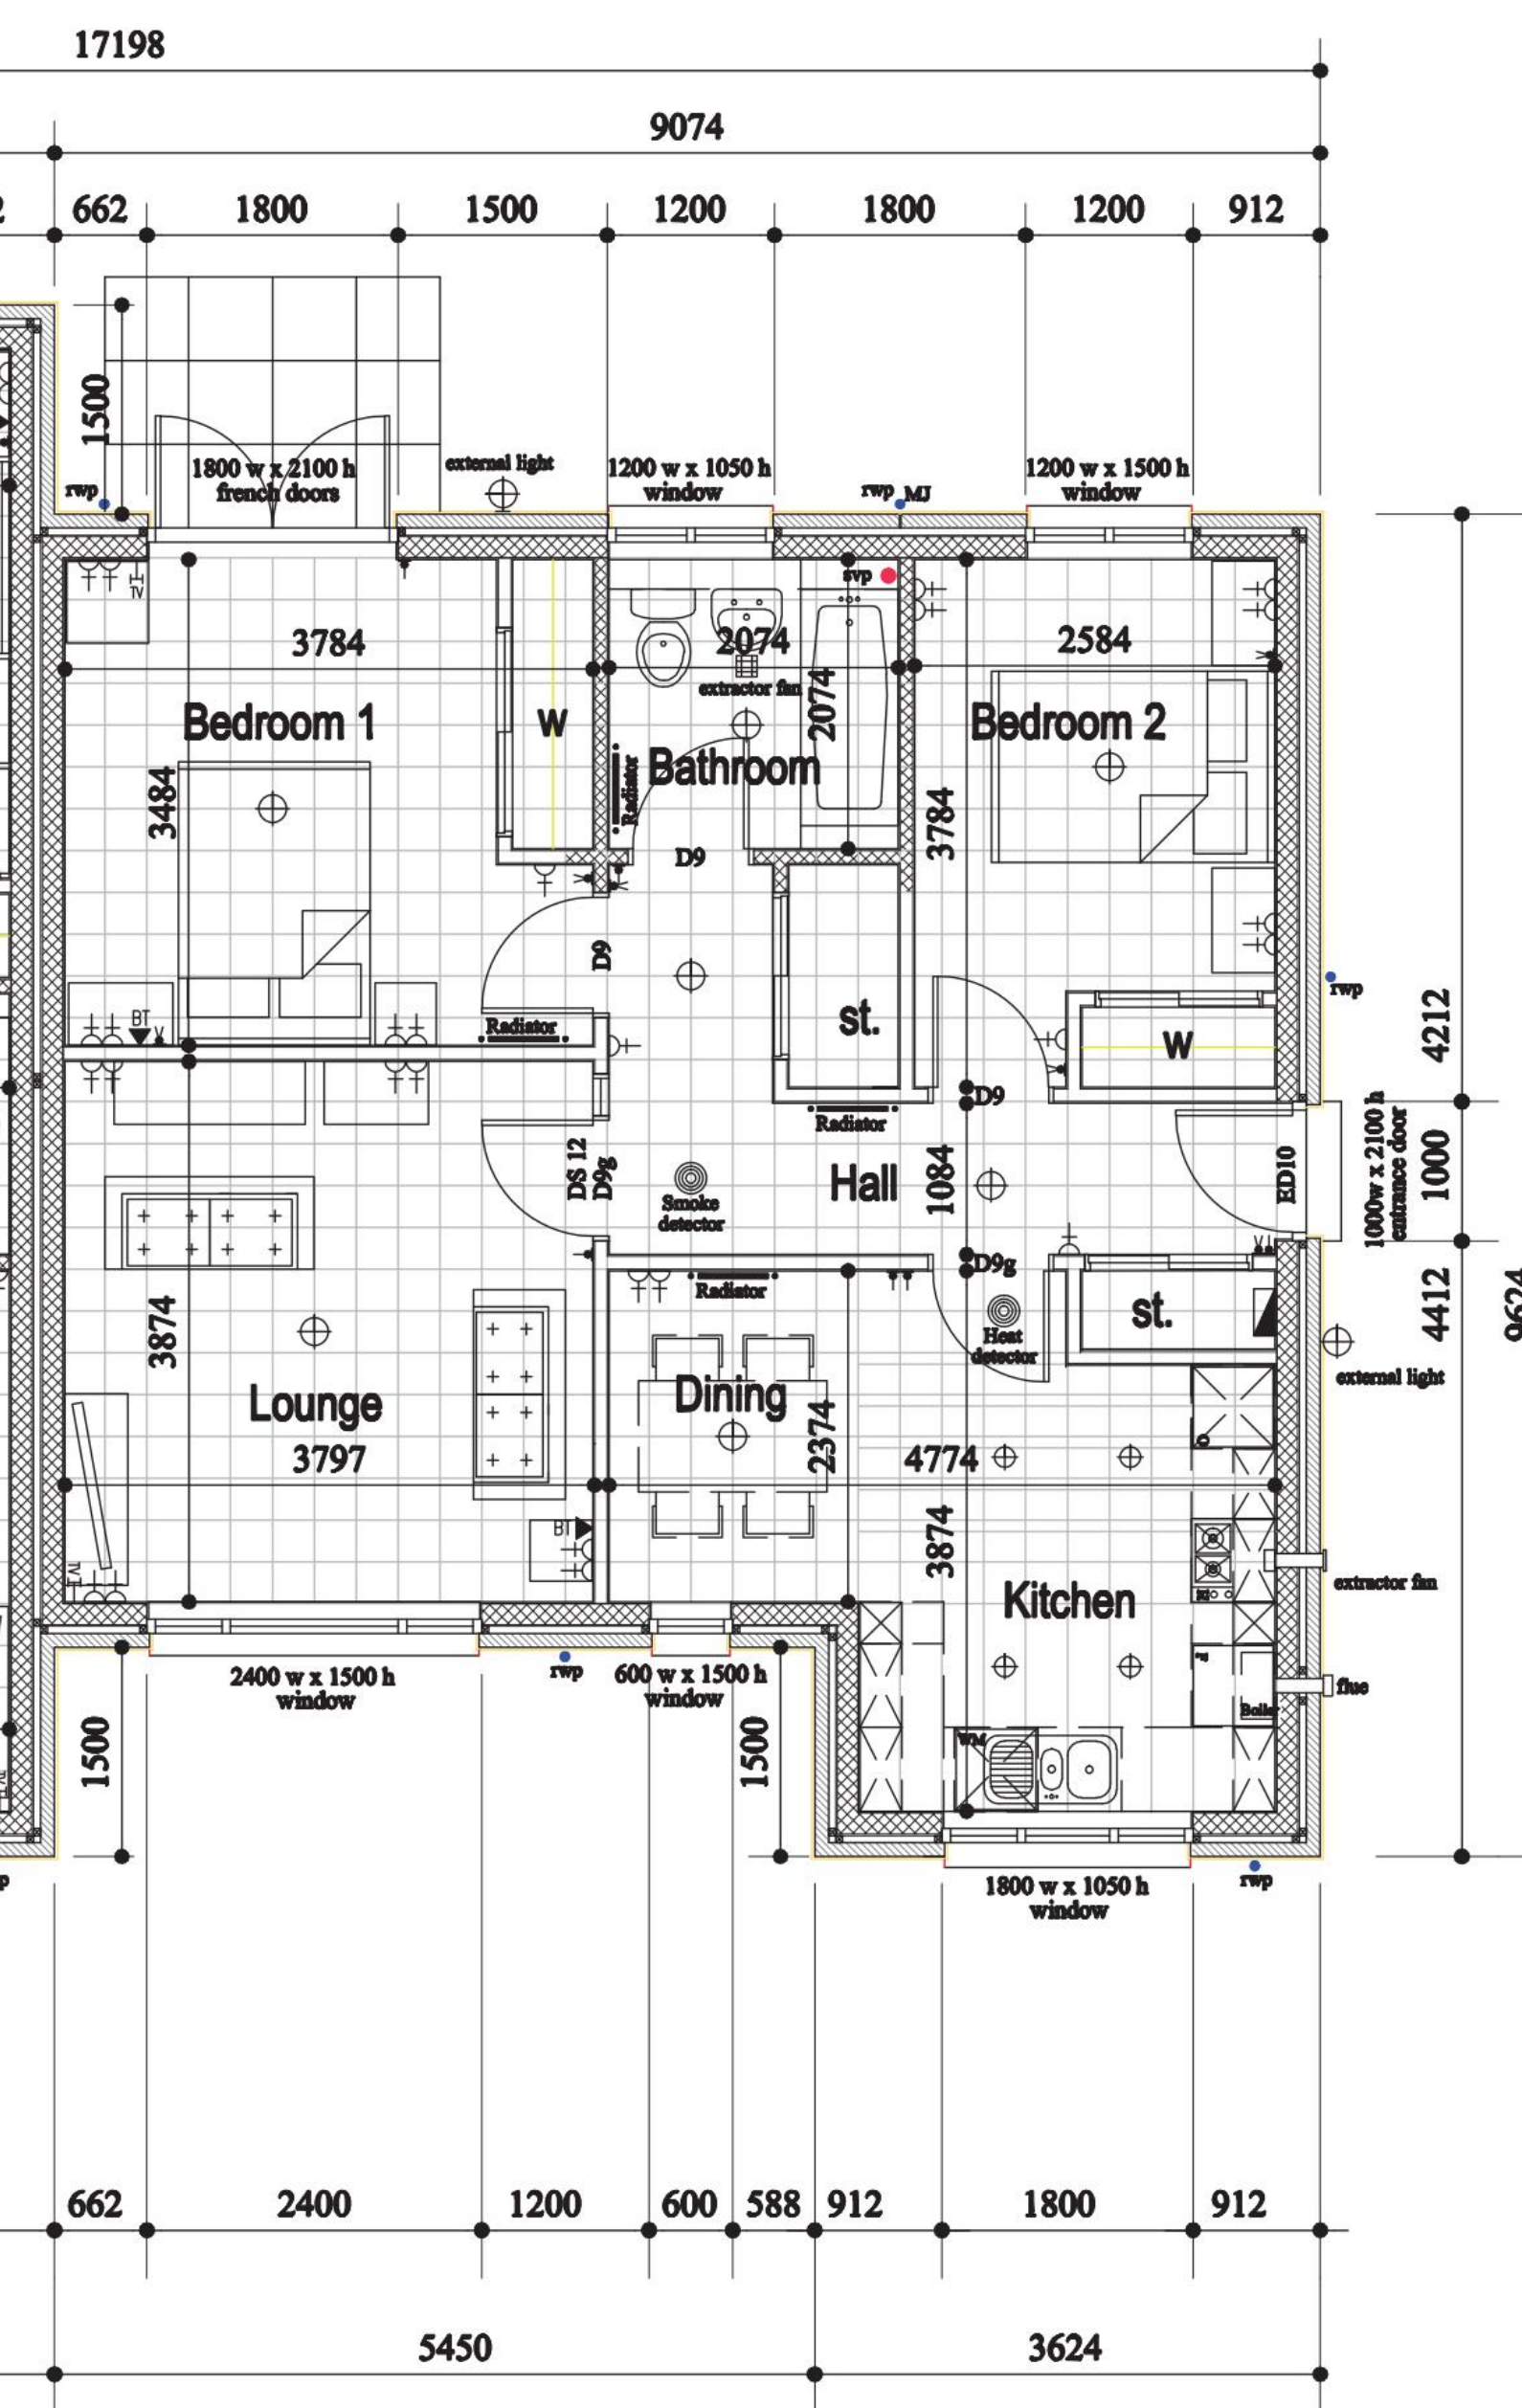 17198
9074
662 1800 1500 1200 1800 1200 912
1500
1800 w x 2100 h
french doors
external light
1200 w x 1050 h
window
1200 w x 1500 h
window
rwp
rwp MJ
svp
TV
3784
2074
2584
extractor fan
2074
Bedroom 1
W
Bathroom
Bedroom 2
Radiator
3484
3784
D9
D9
st.
rwp
BT
Radiator
W
4212
D9
Radiator
1000w x 2100 h
entrance door
DS 12
D9g
Hall
1084
ED10
1000
Smoke
detector
D9g
Radiator
st.
Heat
detector
4412
9624
3874
external light
Lounge
Dining
3797
2374
4774
BT
3874
extractor fan
TV
Kitchen
2400 w x 1500 h
window
rwp
600 w x 1500 h
window
flue
Boiler
WM
1500
1500
1800 w x 1050 h
window
rwp
662 2400 1200 600 588 912 1800 912
5450 3624